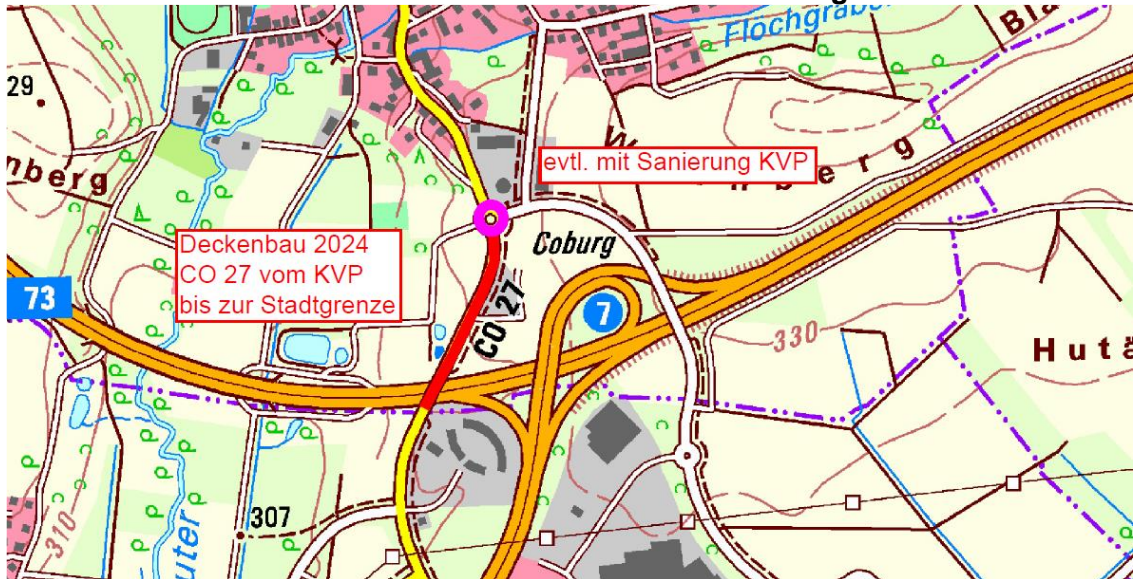 Flochgraben
29
nberg
evtl. mit Sanierung KVP
Deckenbau 2024
CO 27 vom KVP
bis zur Stadtgrenze
Coburg
73
7
CO 27
330
Hutä
307
310
uter